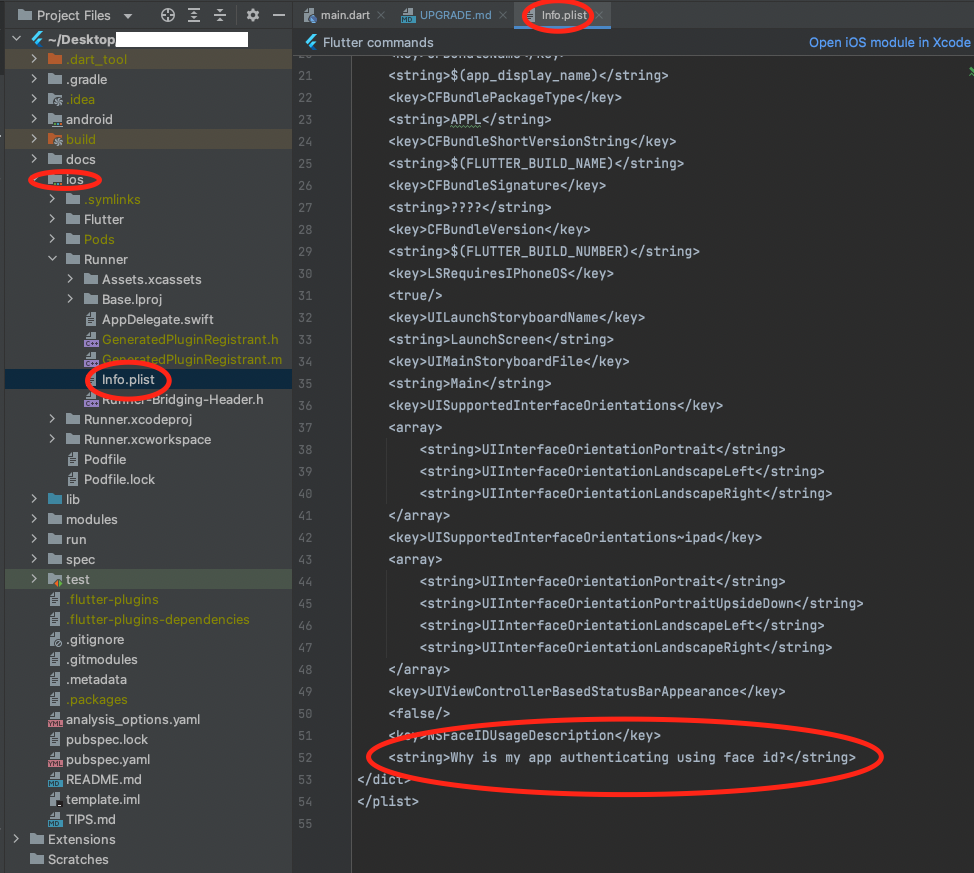 Project Files
main.dart
UPGRADE.md
Info.plist
~/Desktop
Flutter commands
Open iOS module in Xcode
.dart_tool
.gradle
.idea
android
build
docs
ios
.symlinks
Flutter
Pods
Runner
Assets.xcassets
Base.lproj
AppDelegate.swift
GeneratedPluginRegistrant.h
GeneratedPluginRegistrant.m
Info.plist
Runner-Bridging-Header.h
Runner.xcodeproj
Runner.xcworkspace
Podfile
Podfile.lock
lib
modules
run
spec
test
.flutter-plugins
.flutter-plugins-dependencies
.gitignore
.gitmodules
.metadata
.packages
analysis_options.yaml
pubspec.lock
pubspec.yaml
README.md
template.iml
TIPS.md
Extensions
Scratches
20 <key>CFBundleName</key>
21 <string>$(app_display_name)</string>
22 <key>CFBundlePackageType</key>
23 <string>APPL</string>
24 <key>CFBundleShortVersionString</key>
25 <string>$(FLUTTER_BUILD_NAME)</string>
26 <key>CFBundleSignature</key>
27 <string>????</string>
28 <key>CFBundleVersion</key>
29 <string>$(FLUTTER_BUILD_NUMBER)</string>
30 <key>LSRequiresIPhoneOS</key>
31 <true/>
32 <key>UILaunchStoryboardName</key>
33 <string>LaunchScreen</string>
34 <key>UIMainStoryboardFile</key>
35 <string>Main</string>
36 <key>UISupportedInterfaceOrientations</key>
37 <array>
38 <string>UIInterfaceOrientationPortrait</string>
39 <string>UIInterfaceOrientationLandscapeLeft</string>
40 <string>UIInterfaceOrientationLandscapeRight</string>
41 </array>
42 <key>UISupportedInterfaceOrientations~ipad</key>
43 <array>
44 <string>UIInterfaceOrientationPortrait</string>
45 <string>UIInterfaceOrientationPortraitUpsideDown</string>
46 <string>UIInterfaceOrientationLandscapeLeft</string>
47 <string>UIInterfaceOrientationLandscapeRight</string>
48 </array>
49 <key>UIViewControllerBasedStatusBarAppearance</key>
50 <false/>
51 <key>NSFaceIDUsageDescription</key>
52 <string>Why is my app authenticating using face id?</string>
53 </dict>
54 </plist>
55